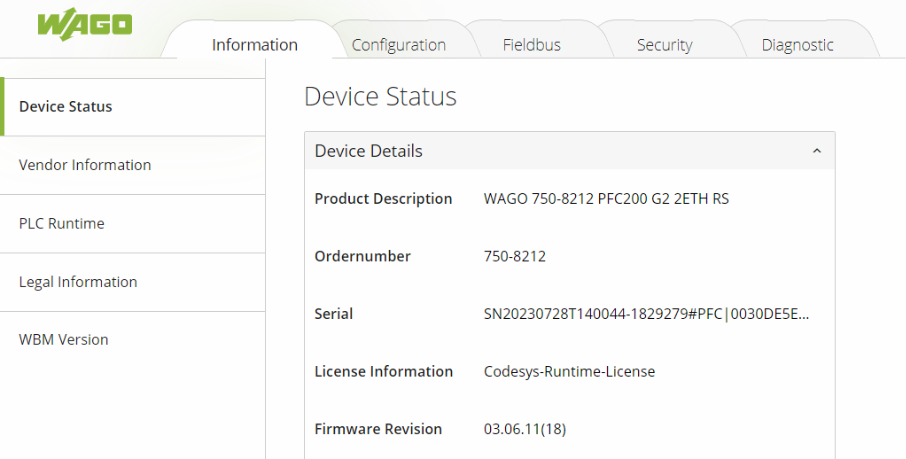 WAGO
Information
Configuration
Fieldbus
Security
Diagnostic
Device Status
Vendor Information
PLC Runtime
Legal Information
WBM Version
Device Status
Device Details
Product Description WAGO 750-8212 PFC200 G2 2ETH RS
Ordernumber 750-8212
Serial SN20230728T140044-1829279#PFC|0030DE5E...
License Information Codesys-Runtime-License
Firmware Revision 03.06.11(18)